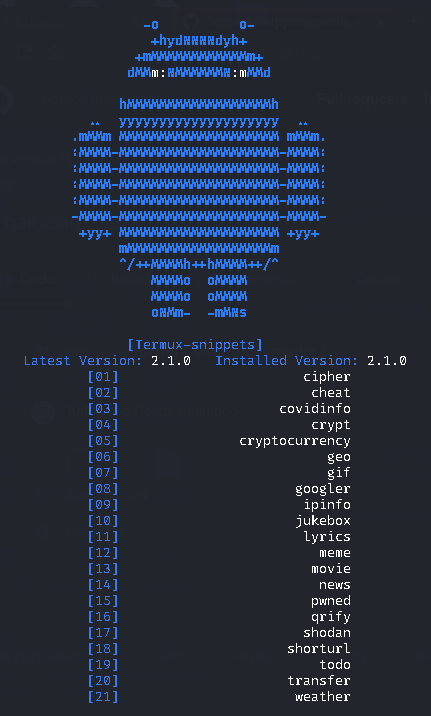 -o          o-
+hydNNNNdyh+
+mMMMMMMMMMMMMm+
dMMm:NMMMMMMN:mMMd
hMMMMMMMMMMMMMMMMMMh
..  yyyyyyyyyyyyyyyyyyyy  ..
.mMMm MMMMMMMMMMMMMMMMMMMM mMMm.
:MMMM-MMMMMMMMMMMMMMMMMMMM-MMMM:
:MMMM-MMMMMMMMMMMMMMMMMMMM-MMMM:
:MMMM-MMMMMMMMMMMMMMMMMMMM-MMMM:
:MMMM-MMMMMMMMMMMMMMMMMMMM-MMMM:
-MMMM-MMMMMMMMMMMMMMMMMMMM-MMMM-
+yy+ MMMMMMMMMMMMMMMMMMMM +yy+
mMMMMMMMMMMMMMMMMMMm
^/++MMMMh++hMMMM++/^
MMMMo  oMMMM
MMMMo  oMMMM
oNMm-  -mMNs
[Termux-snippets]
Latest Version: 2.1.0   Installed Version: 2.1.0
[01] cipher
[02] cheat
[03] covidinfo
[04] crypt
[05] cryptocurrency
[06] geo
[07] gif
[08] googler
[09] ipinfo
[10] jukebox
[11] lyrics
[12] meme
[13] movie
[14] news
[15] pwned
[16] qrify
[17] shodan
[18] shorturl
[19] todo
[20] transfer
[21] weather